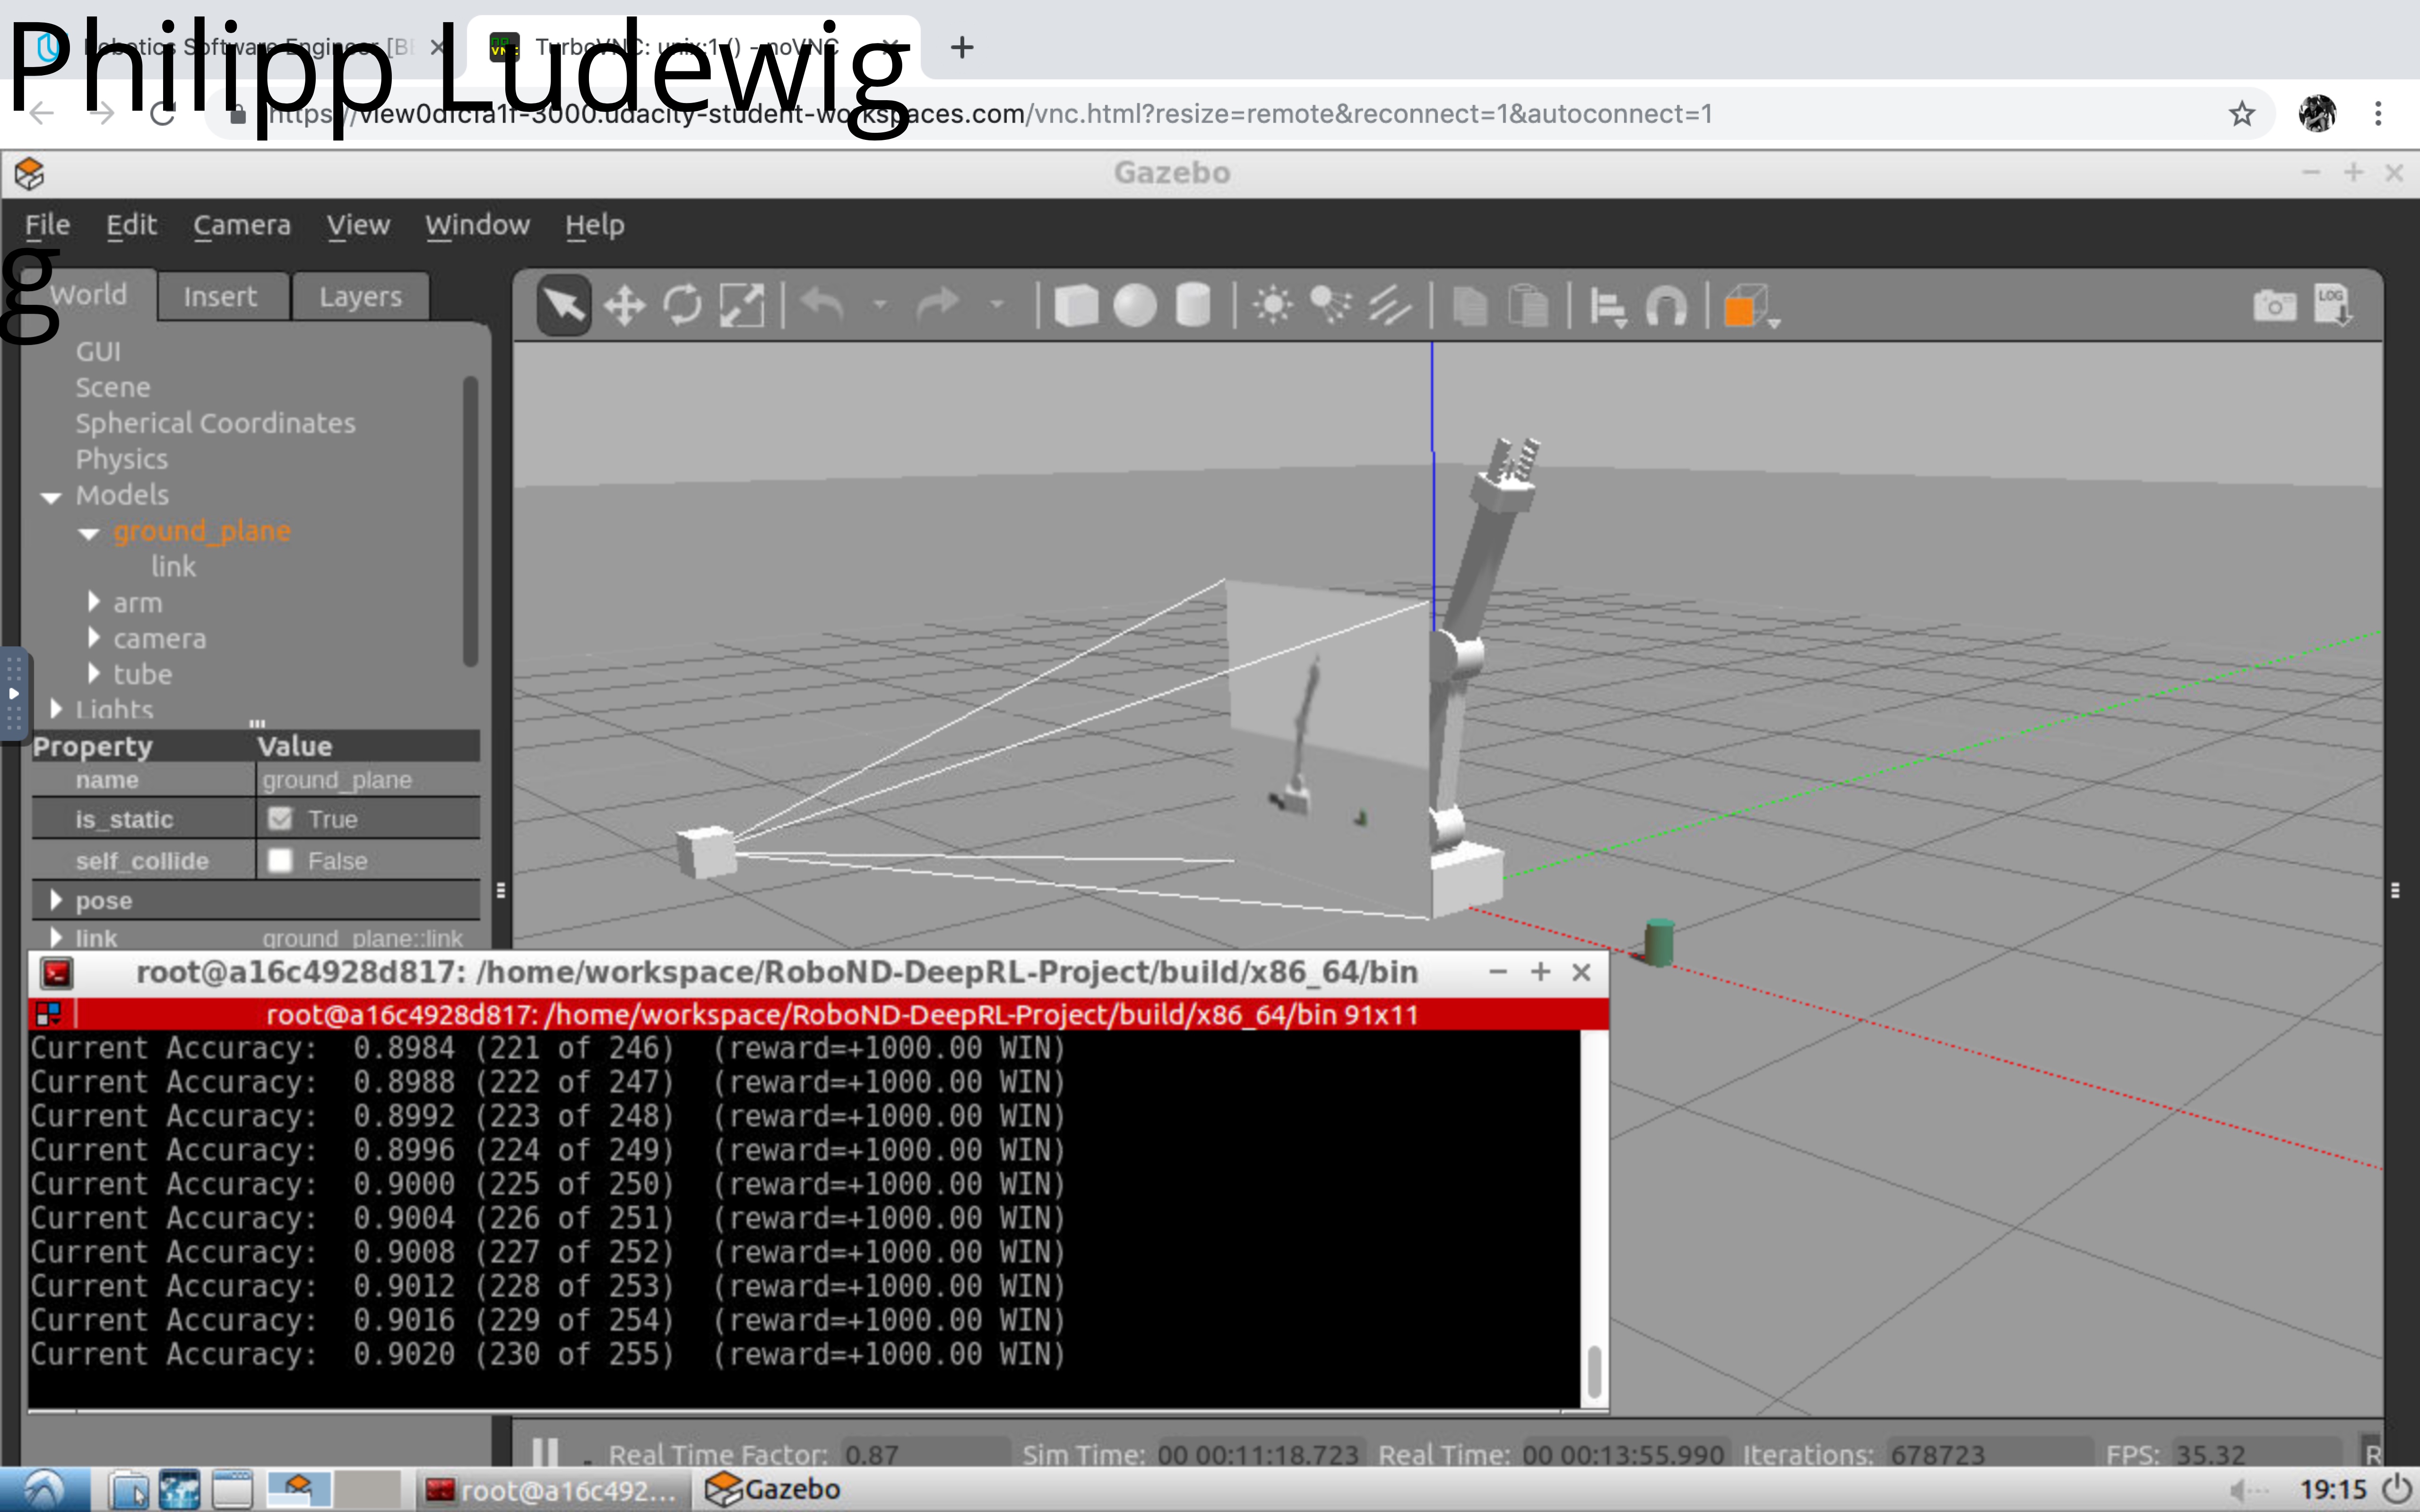 Philipp Ludewig
g
Robotics Software Engineer [B
TurboVNC: unix:1 () - noVNC
https://view0dfcfa1f-3000.udacity-student-workspaces.com/vnc.html?resize=remote&reconnect=1&autoconnect=1
Gazebo
File Edit Camera View Window Help
World Insert Layers
LOG
GUI
Scene
Spherical Coordinates
Physics
Models
ground_plane
link
arm
camera
tube
Lights
Property Value
name ground_plane
is_static True
self_collide False
pose
link ground_plane::link
root@a16c4928d817: /home/workspace/RoboND-DeepRL-Project/build/x86_64/bin
root@a16c4928d817: /home/workspace/RoboND-DeepRL-Project/build/x86_64/bin 91x11
Current Accuracy: 0.8984 (221 of 246) (reward=+1000.00 WIN)
Current Accuracy: 0.8988 (222 of 247) (reward=+1000.00 WIN)
Current Accuracy: 0.8992 (223 of 248) (reward=+1000.00 WIN)
Current Accuracy: 0.8996 (224 of 249) (reward=+1000.00 WIN)
Current Accuracy: 0.9000 (225 of 250) (reward=+1000.00 WIN)
Current Accuracy: 0.9004 (226 of 251) (reward=+1000.00 WIN)
Current Accuracy: 0.9008 (227 of 252) (reward=+1000.00 WIN)
Current Accuracy: 0.9012 (228 of 253) (reward=+1000.00 WIN)
Current Accuracy: 0.9016 (229 of 254) (reward=+1000.00 WIN)
Current Accuracy: 0.9020 (230 of 255) (reward=+1000.00 WIN)
Real Time Factor: 0.87 Sim Time: 00 00:11:18.723 Real Time: 00 00:13:55.990 Iterations: 678723 FPS: 35.32 R
root@a16c492... Gazebo 19:15